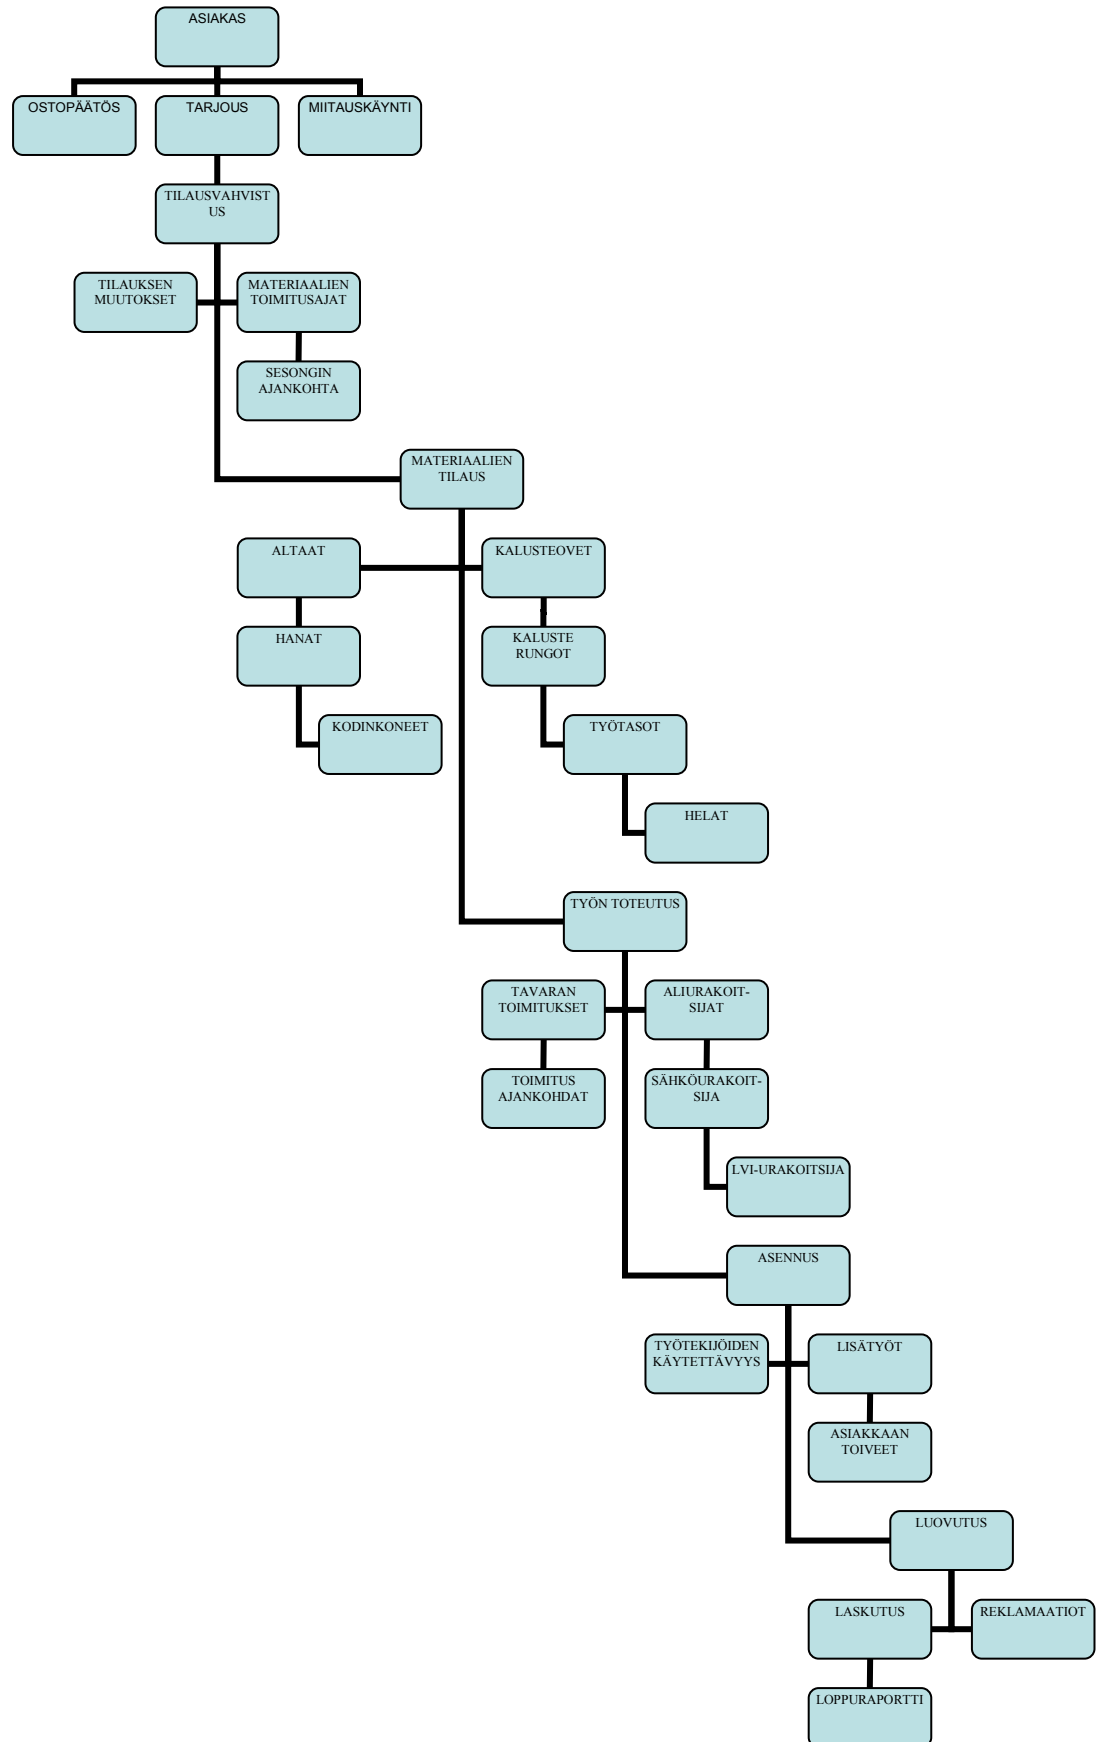 ASIAKAS
OSTOPÄÄTÖS
TARJOUS
MIITAUSKÄYNTI
TILAUSVAHVIST
US
TILAUKSEN
MUUTOKSET
MATERIAALIEN
TOIMITUSAJAT
SESONGIN
AJANKOHTA
MATERIAALIEN
TILAUS
ALTAAT
KALUSTEOVET
HANAT
KALUSTE
RUNGOT
KODINKONEET
TYÖTASOT
HELAT
TYÖN TOTEUTUS
TAVARAN
TOIMITUKSET
ALIURAKOIT-
SIJAT
TOIMITUS
AJANKOHDAT
SÄHKÖURAKOIT-
SIJA
LVI-URAKOITSIJA
ASENNUS
TYÖTEKIJÖIDEN
KÄYTETTÄVYYS
LISÄTYÖT
ASIAKKAAN
TOIVEET
LUOVUTUS
LASKUTUS
REKLAMAATIOT
LOPPURAPORTTI